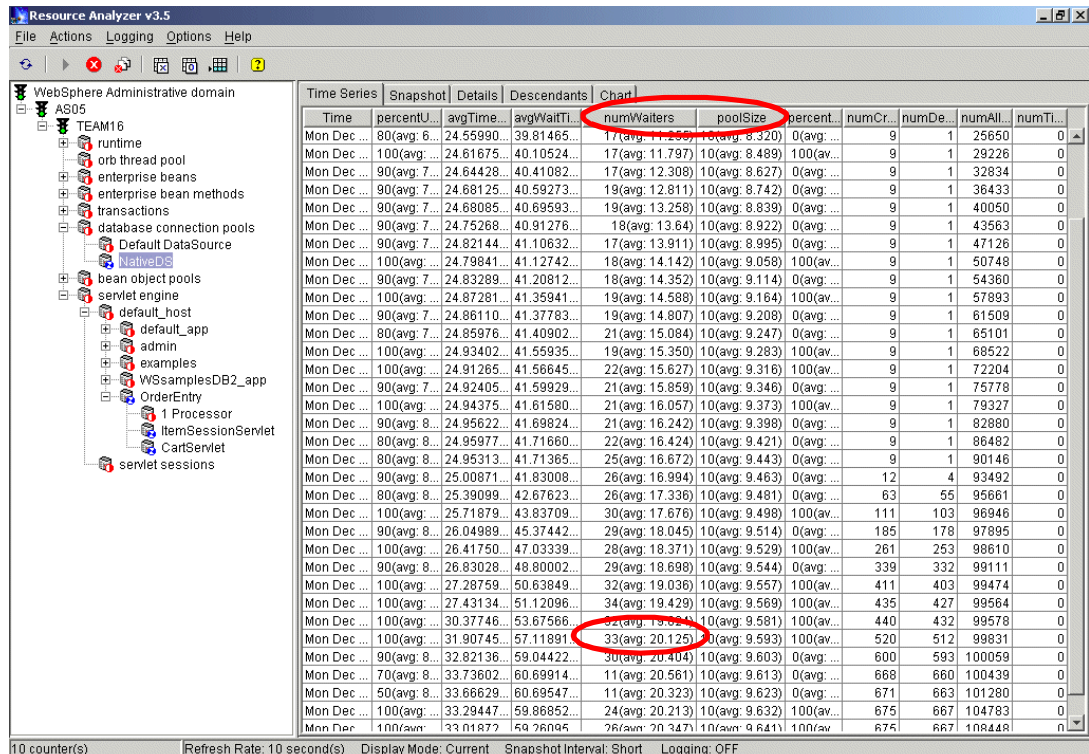 Resource Analyzer v3.5
File Actions Logging Options Help
WebSphere Administrative domain
AS05
TEAM16
runtime
orb thread pool
enterprise beans
enterprise bean methods
transactions
database connection pools
Default DataSource
NativeDS
bean object pools
servlet engine
default_host
default_app
admin
examples
WSsamplesDB2_app
OrderEntry
1 Processor
ItemSessionServlet
CartServlet
servlet sessions
Time Series Snapshot Details Descendants Chart
Time percentU... avgTime... avgWaitTi... numWaiters poolSize percent... numCr... numDe... numAll... numTi...
Mon Dec ... 80(avg: 6... 24.55990... 39.81465... 17(avg: 11.255) 10(avg: 8.320) 0(avg: ... 9 1 25650 0
Mon Dec ... 100(avg: ... 24.61675... 40.10524... 17(avg: 11.797) 10(avg: 8.489) 100(av... 9 1 29226 0
Mon Dec ... 90(avg: 7... 24.64428... 40.41082... 17(avg: 12.308) 10(avg: 8.627) 0(avg: ... 9 1 32834 0
Mon Dec ... 90(avg: 7... 24.68125... 40.59273... 19(avg: 12.811) 10(avg: 8.742) 0(avg: ... 9 1 36433 0
Mon Dec ... 90(avg: 7... 24.68085... 40.69593... 19(avg: 13.258) 10(avg: 8.839) 0(avg: ... 9 1 40050 0
Mon Dec ... 90(avg: 7... 24.75268... 40.91276... 18(avg: 13.64) 10(avg: 8.922) 0(avg: ... 9 1 43563 0
Mon Dec ... 90(avg: 7... 24.82144... 41.10632... 17(avg: 13.911) 10(avg: 8.995) 0(avg: ... 9 1 47126 0
Mon Dec ... 100(avg: ... 24.79841... 41.12742... 18(avg: 14.142) 10(avg: 9.058) 100(av... 9 1 50748 0
Mon Dec ... 90(avg: 7... 24.83289... 41.20812... 18(avg: 14.352) 10(avg: 9.114) 0(avg: ... 9 1 54360 0
Mon Dec ... 100(avg: ... 24.87281... 41.35941... 19(avg: 14.588) 10(avg: 9.164) 100(av... 9 1 57893 0
Mon Dec ... 90(avg: 7... 24.86110... 41.37783... 19(avg: 14.807) 10(avg: 9.208) 0(avg: ... 9 1 61509 0
Mon Dec ... 80(avg: 7... 24.85976... 41.40902... 21(avg: 15.084) 10(avg: 9.247) 0(avg: ... 9 1 65101 0
Mon Dec ... 100(avg: ... 24.93402... 41.55935... 19(avg: 15.350) 10(avg: 9.283) 100(av... 9 1 68522 0
Mon Dec ... 100(avg: ... 24.91265... 41.56645... 22(avg: 15.627) 10(avg: 9.316) 100(av... 9 1 72204 0
Mon Dec ... 90(avg: 7... 24.92405... 41.59929... 21(avg: 15.859) 10(avg: 9.346) 0(avg: ... 9 1 75778 0
Mon Dec ... 100(avg: ... 24.94375... 41.61580... 21(avg: 16.057) 10(avg: 9.373) 100(av... 9 1 79327 0
Mon Dec ... 90(avg: 8... 24.95622... 41.69824... 21(avg: 16.242) 10(avg: 9.398) 0(avg: ... 9 1 82880 0
Mon Dec ... 80(avg: 8... 24.95977... 41.71660... 22(avg: 16.424) 10(avg: 9.421) 0(avg: ... 9 1 86482 0
Mon Dec ... 80(avg: 8... 24.95313... 41.71365... 25(avg: 16.672) 10(avg: 9.443) 0(avg: ... 9 1 90146 0
Mon Dec ... 90(avg: 8... 25.00871... 41.83008... 26(avg: 16.994) 10(avg: 9.463) 0(avg: ... 12 4 93492 0
Mon Dec ... 80(avg: 8... 25.39099... 42.67623... 26(avg: 17.336) 10(avg: 9.481) 0(avg: ... 63 55 95661 0
Mon Dec ... 100(avg: ... 25.71879... 43.83709... 30(avg: 17.676) 10(avg: 9.498) 100(av... 111 103 96946 0
Mon Dec ... 90(avg: 8... 26.04989... 45.37442... 29(avg: 18.045) 10(avg: 9.514) 0(avg: ... 185 178 97895 0
Mon Dec ... 100(avg: ... 26.41750... 47.03339... 28(avg: 18.371) 10(avg: 9.529) 100(av... 261 253 98610 0
Mon Dec ... 90(avg: 8... 26.83028... 48.80002... 29(avg: 18.698) 10(avg: 9.544) 0(avg: ... 339 332 99111 0
Mon Dec ... 100(avg: ... 27.28759... 50.63849... 32(avg: 19.036) 10(avg: 9.557) 100(av... 411 403 99474 0
Mon Dec ... 100(avg: ... 27.43134... 51.12096... 34(avg: 19.429) 10(avg: 9.569) 100(av... 435 427 99564 0
Mon Dec ... 100(avg: ... 30.37746... 53.67566... 10(avg: 9.581) 100(av... 440 432 99578 0
Mon Dec ... 100(avg: ... 31.90745... 57.11891... 33(avg: 20.125) 10(avg: 9.593) 100(av... 520 512 99831 0
Mon Dec ... 90(avg: 8... 32.82136... 59.04422... 30(avg: 20.404) 10(avg: 9.603) 0(avg: ... 600 593 100059 0
Mon Dec ... 70(avg: 8... 33.73602... 60.69914... 11(avg: 20.561) 10(avg: 9.613) 0(avg: ... 668 660 100439 0
Mon Dec ... 50(avg: 8... 33.66629... 60.69547... 11(avg: 20.323) 10(avg: 9.623) 0(avg: ... 671 663 101280 0
Mon Dec ... 100(avg: ... 33.29447... 59.86852... 24(avg: 20.213) 10(avg: 9.632) 100(av... 675 667 104783 0
Mon Dec ... 100(avg: ... 33.01872... 59.26095... 26(avg: 20.347) 10(avg: 9.641) 100(av... 675 667 108448 0
10 counter(s) Refresh Rate: 10 second(s) Display Mode: Current Snapshot Interval: Short Logging: OFF